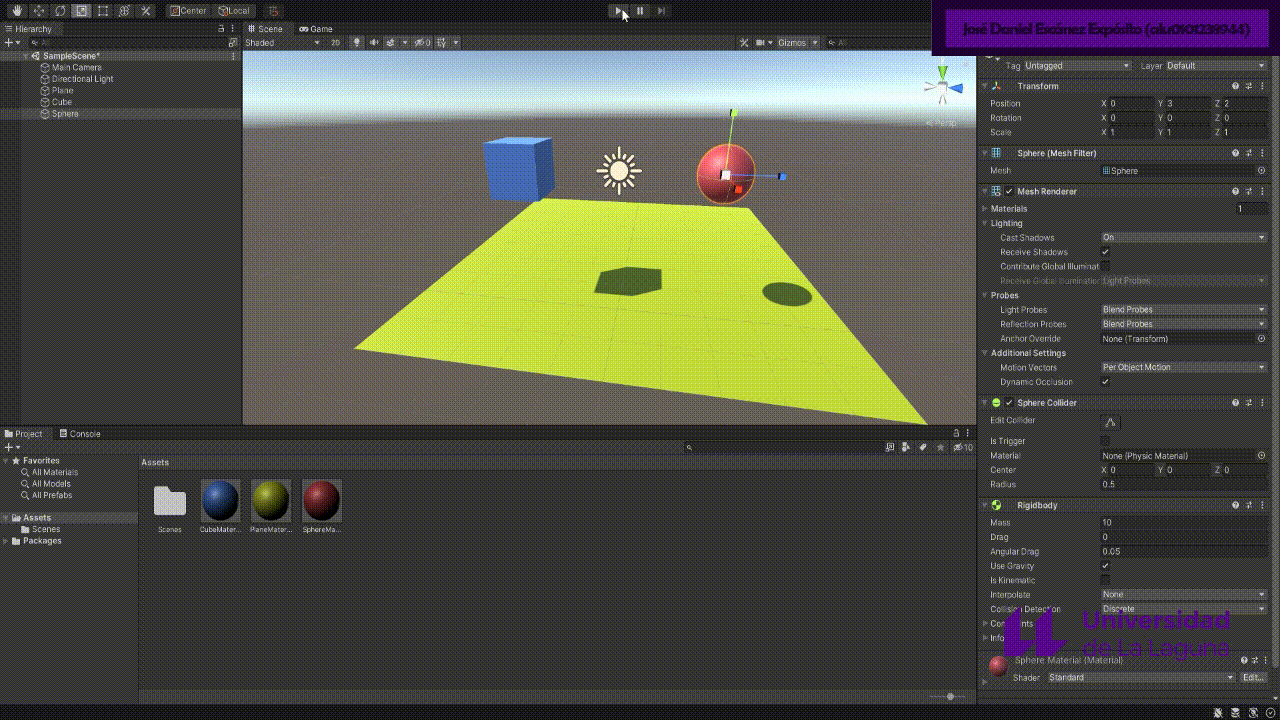 Center Local
José Daniel Escánez Expósito (alu0101238944)
Hierarchy
All
SampleScene*
Main Camera
Directional Light
Plane
Cube
Sphere
Scene Game
Shaded 2D 0 Gizmos All
Persp
Tag Untagged Layer Default
Transform
Position X 0 Y 3 Z 2
Rotation X 0 Y 0 Z 0
Scale X 1 Y 1 Z 1
Sphere (Mesh Filter)
Mesh Sphere
Mesh Renderer
Materials 1
Lighting
Cast Shadows On
Receive Shadows
Contribute Global Illuminat
Receive Global Illumination Light Probes
Probes
Light Probes Blend Probes
Reflection Probes Blend Probes
Anchor Override None (Transform)
Additional Settings
Motion Vectors Per Object Motion
Dynamic Occlusion
Sphere Collider
Edit Collider
Is Trigger
Material None (Physic Material)
Center X 0 Y 0 Z 0
Radius 0.5
Rigidbody
Mass 10
Drag 0
Angular Drag 0.05
Use Gravity
Is Kinematic
Interpolate None
Collision Detection Discrete
Info
Universidad
de La Laguna
Sphere Material (Material)
Shader Standard Edit...
Project Console
10
Favorites
All Materials
All Models
All Prefabs
Assets
Scenes
Packages
Assets
Scenes CubeMater... PlaneMater... SphereMa...